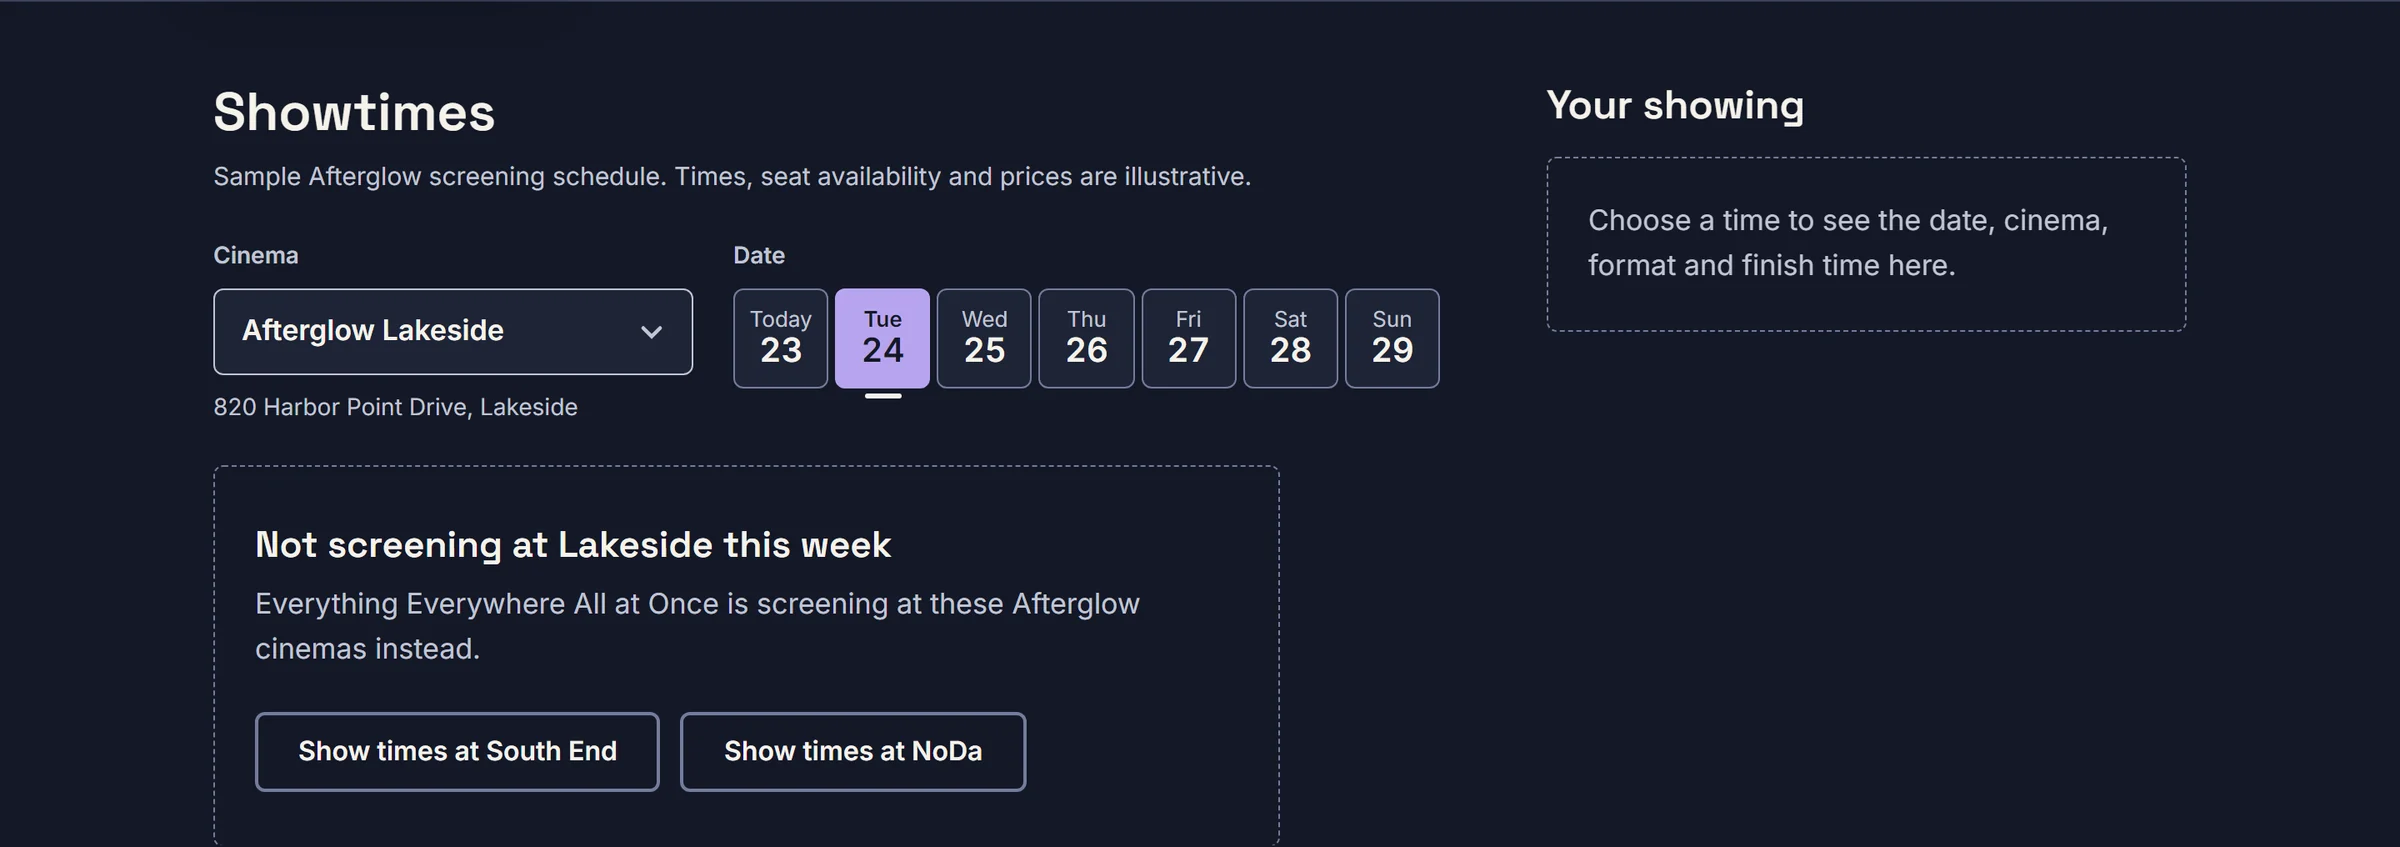 Showtimes
Sample Afterglow screening schedule. Times, seat availability and prices are illustrative.
Cinema
Afterglow Lakeside
820 Harbor Point Drive, Lakeside
Date
Today
23
Tue
24
Wed
25
Thu
26
Fri
27
Sat
28
Sun
29
Not screening at Lakeside this week
Everything Everywhere All at Once is screening at these Afterglow
cinemas instead.
Show times at South End
Show times at NoDa
Your showing
Choose a time to see the date, cinema,
format and finish time here.